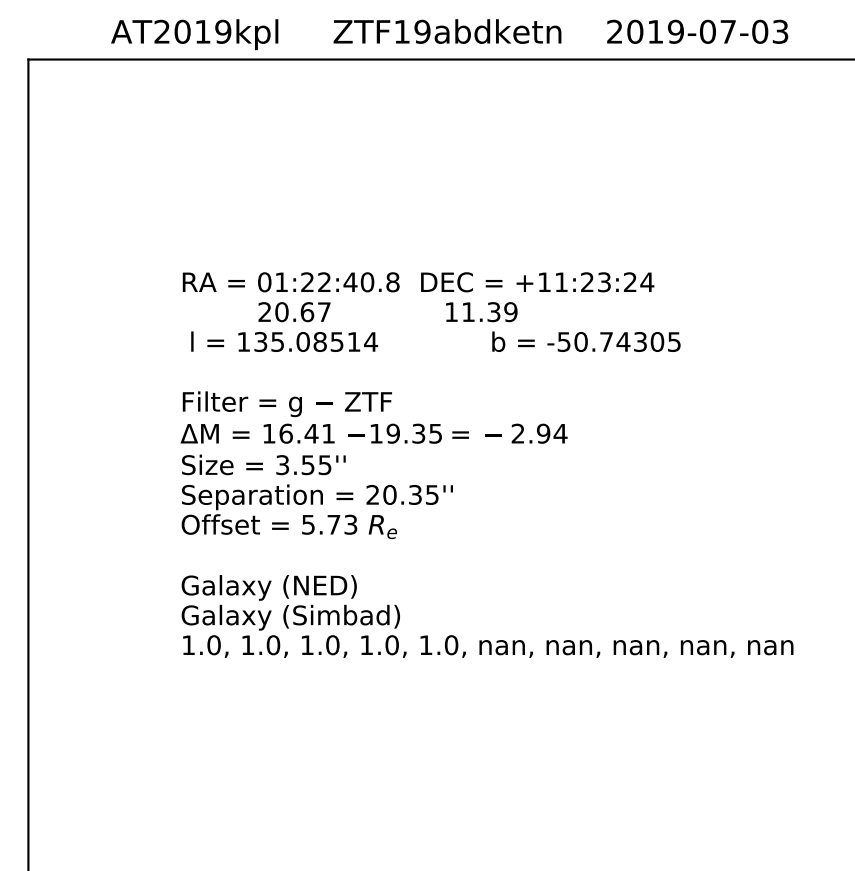 AT2019kpl ZTF19abdketn 2019-07-03
RA = 01:22:40.8 DEC = +11:23:24
20.67 11.39
l = 135.08514 b = -50.74305
Filter = g − ZTF
ΔM = 16.41 −19.35 = − 2.94
Size = 3.55''
Separation = 20.35''
Offset = 5.73 Re
Galaxy (NED)
Galaxy (Simbad)
1.0, 1.0, 1.0, 1.0, 1.0, nan, nan, nan, nan, nan